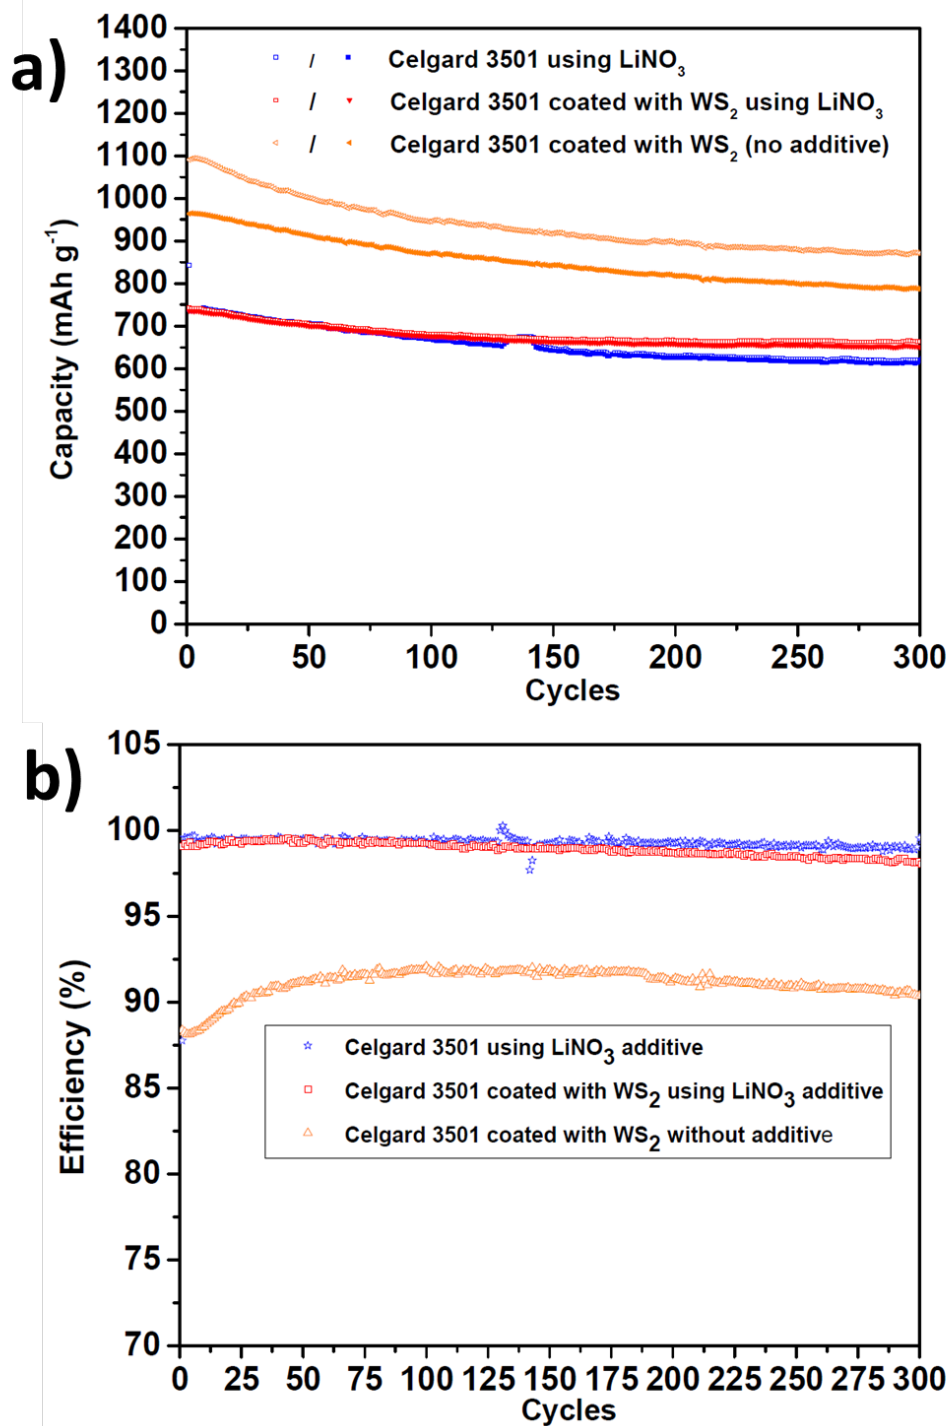 a)
1400
1300
1200
1100
1000
900
800
700
600
500
400
300
200
100
0
Capacity (mAh g⁻¹)
/ Celgard 3501 using LiNO₃
/ Celgard 3501 coated with WS₂ using LiNO₃
/ Celgard 3501 coated with WS₂ (no additive)
0 50 100 150 200 250 300
Cycles
b)
105
100
95
90
85
80
75
70
Efficiency (%)
Celgard 3501 using LiNO₃ additive
Celgard 3501 coated with WS₂ using LiNO₃ additive
Celgard 3501 coated with WS₂ without additive
0 25 50 75 100 125 150 175 200 225 250 275 300
Cycles